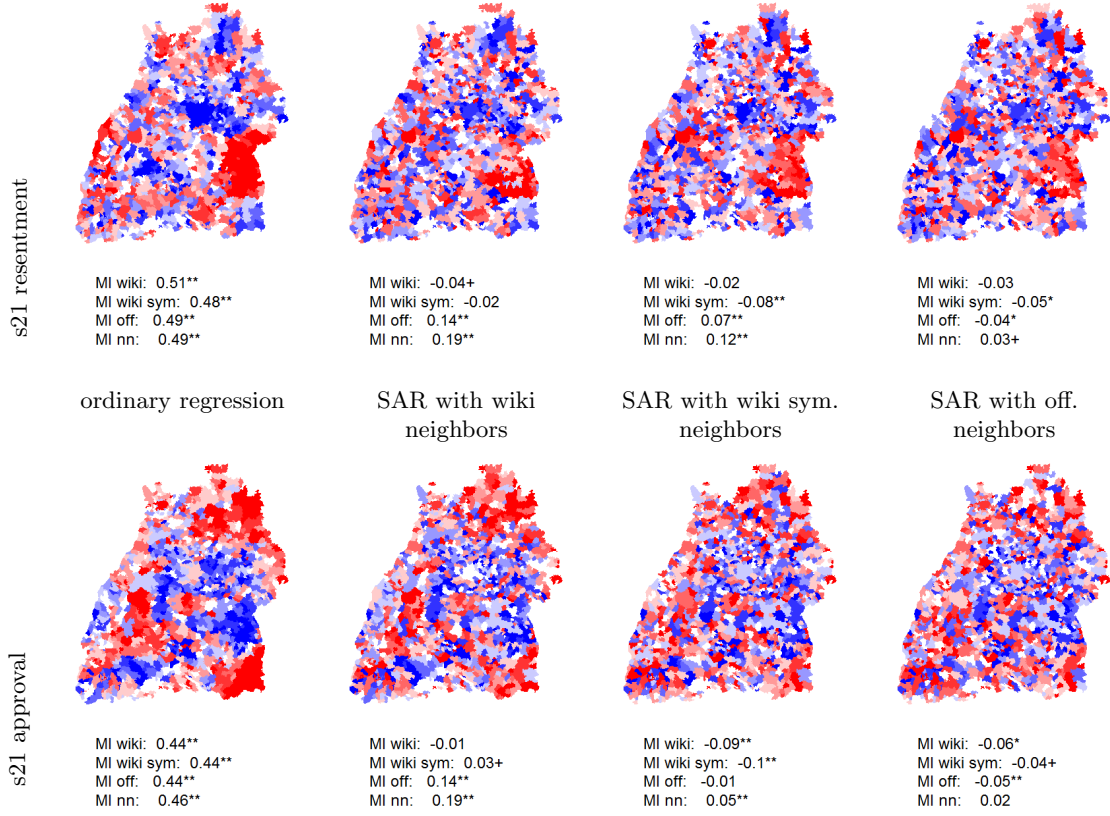 s21 resentment
MI wiki: 0.51**
MI wiki sym: 0.48**
MI off: 0.49**
MI nn: 0.49**
MI wiki: -0.04+
MI wiki sym: -0.02
MI off: 0.14**
MI nn: 0.19**
MI wiki: -0.02
MI wiki sym: -0.08**
MI off: 0.07**
MI nn: 0.12**
MI wiki: -0.03
MI wiki sym: -0.05*
MI off: -0.04*
MI nn: 0.03+
ordinary regression
SAR with wiki
neighbors
SAR with wiki sym.
neighbors
SAR with off.
neighbors
s21 approval
MI wiki: 0.44**
MI wiki sym: 0.44**
MI off: 0.44**
MI nn: 0.46**
MI wiki: -0.01
MI wiki sym: 0.03+
MI off: 0.14**
MI nn: 0.19**
MI wiki: -0.09**
MI wiki sym: -0.1**
MI off: -0.01
MI nn: 0.05**
MI wiki: -0.06*
MI wiki sym: -0.04+
MI off: -0.05**
MI nn: 0.02